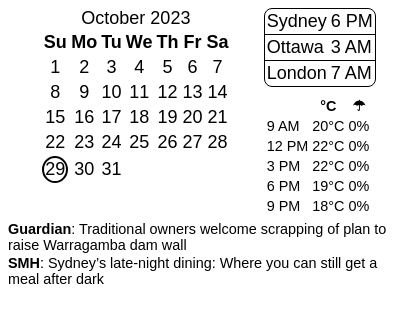 October 2023
Su Mo Tu We Th Fr Sa
1 2 3 4 5 6 7
8 9 10 11 12 13 14
15 16 17 18 19 20 21
22 23 24 25 26 27 28
29 30 31
Sydney 6 PM
Ottawa 3 AM
London 7 AM
°C ☂
9 AM 20°C 0%
12 PM 22°C 0%
3 PM 22°C 0%
6 PM 19°C 0%
9 PM 18°C 0%
Guardian: Traditional owners welcome scrapping of plan to
raise Warragamba dam wall
SMH: Sydney’s late-night dining: Where you can still get a
meal after dark